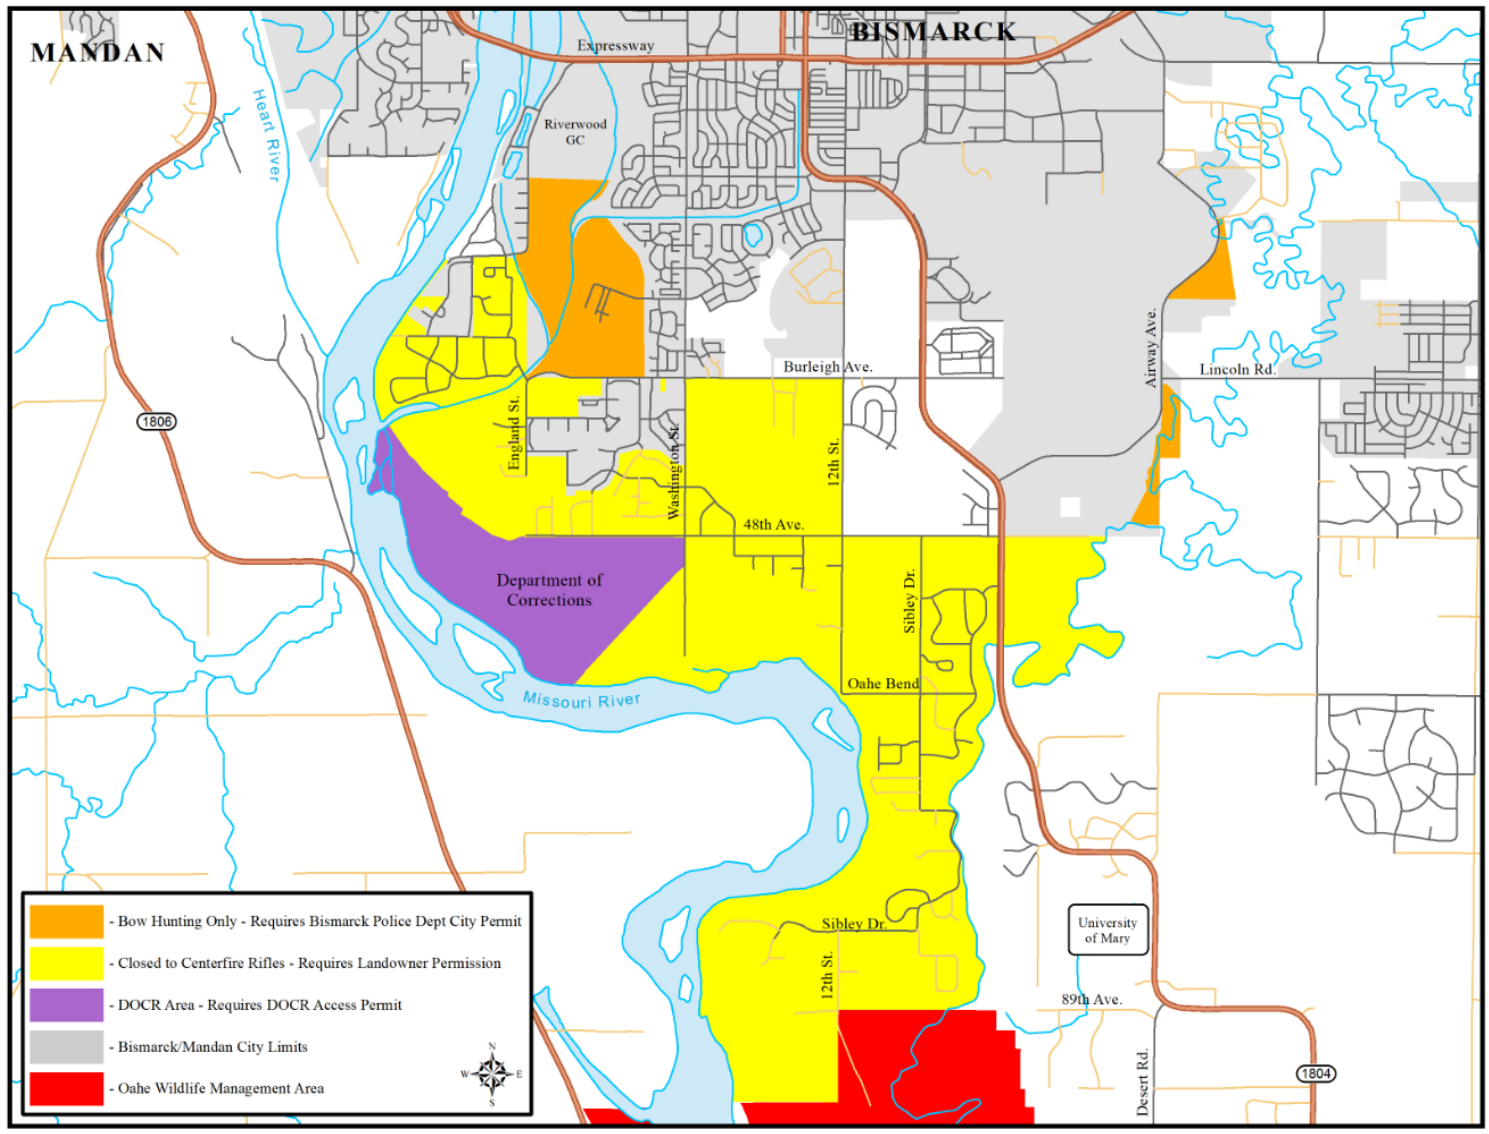 MANDAN
BISMARCK
Expressway
Heart River
Riverwood
GC
Airway Ave.
Burleigh Ave.
Lincoln Rd.
1806
England St.
Washington St.
12th St.
48th Ave.
Department of
Corrections
Sibley Dr.
Oahe Bend
Missouri River
Sibley Dr.
University
of Mary
12th St.
89th Ave.
Desert Rd.
1804
- Bow Hunting Only - Requires Bismarck Police Dept City Permit
- Closed to Centerfire Rifles - Requires Landowner Permission
- DOCR Area - Requires DOCR Access Permit
- Bismarck/Mandan City Limits
- Oahe Wildlife Management Area
N
W E
S